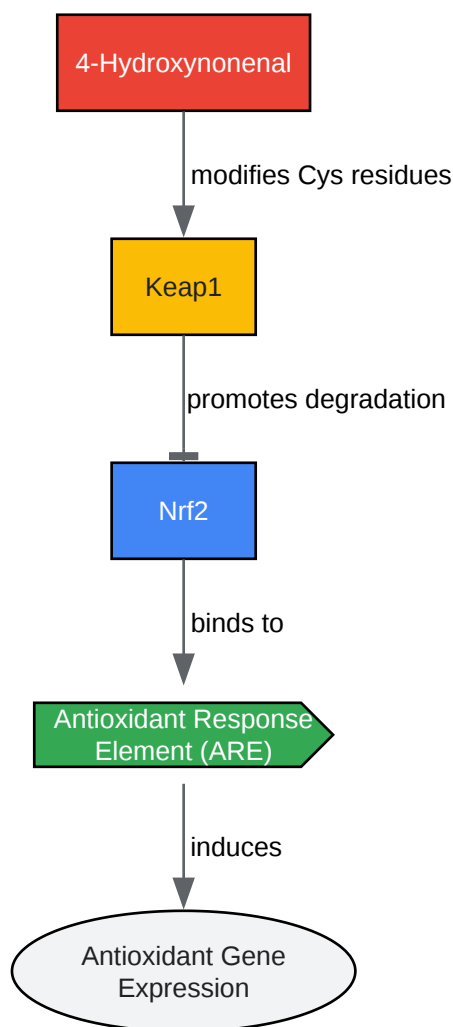 4-Hydroxynonenal
modifies Cys residues
Keap1
promotes degradation
Nrf2
binds to
Antioxidant Response
Element (ARE)
induces
Antioxidant Gene
Expression